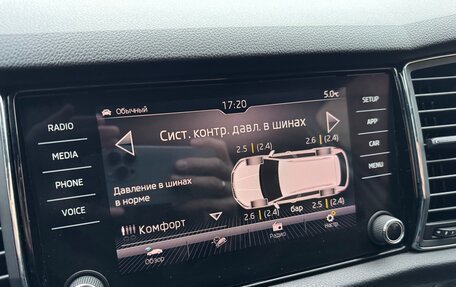 Обычный 17:20 5.0°C
Сист. контр. давл. в шинах
2.5 (2.4) 2.6 (2.4)
Давление в шинах
в норме
2.6 (2.4) бар 2.5 (2.4)
Комфорт
Обзор Радио Настр.
RADIO
MEDIA
PHONE
VOICE
SETUP
APP
CAR
MENU